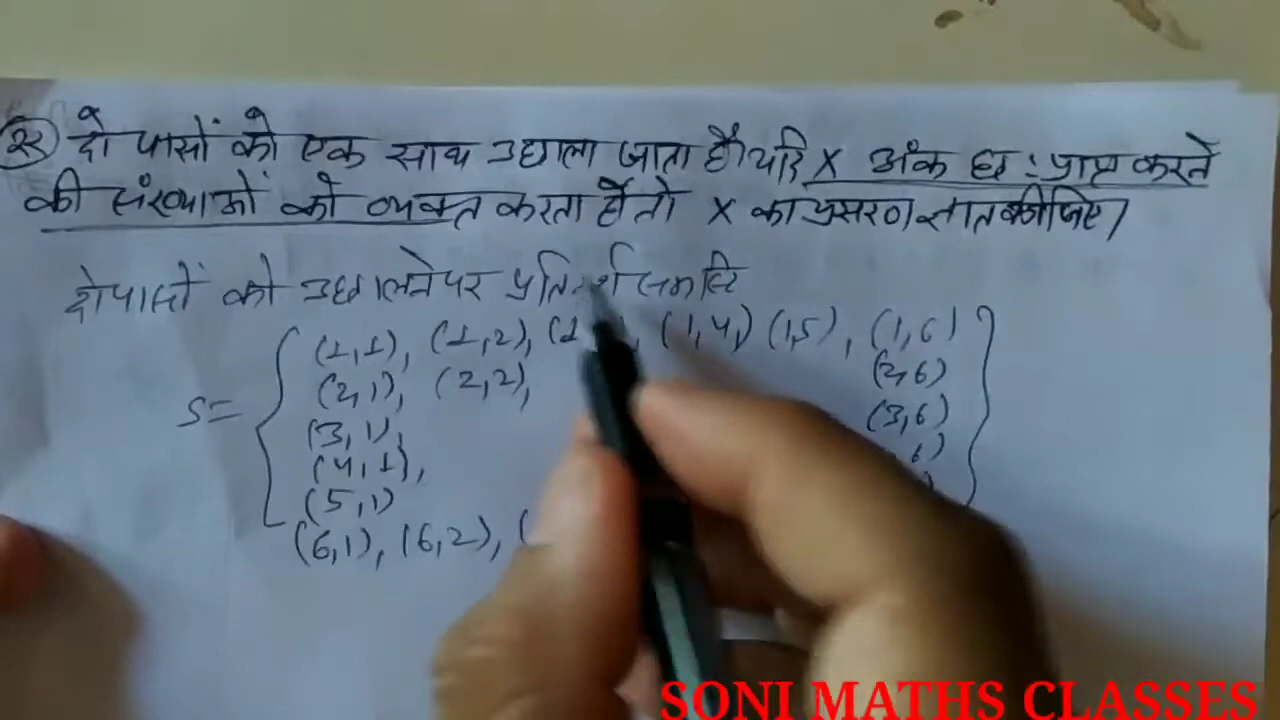 दो पासों को एक साथ उछाला जाता है। यदि X अंक छ: प्राप्त करने
की संख्याओं को व्यक्त करता है तो X का प्रसरण ज्ञात कीजिए।
दो पासों को उछालने पर प्रतिदर्श समष्टि
(1,1), (1,2), (1, , (1,4,) (1,5), (1,6)
(2,1), (2,2), (2,6)
S= (3,1), (3,6)
(4,1), 6)
(5,1)
(6,1), (6,2), (
SONI MATHS CLASSES